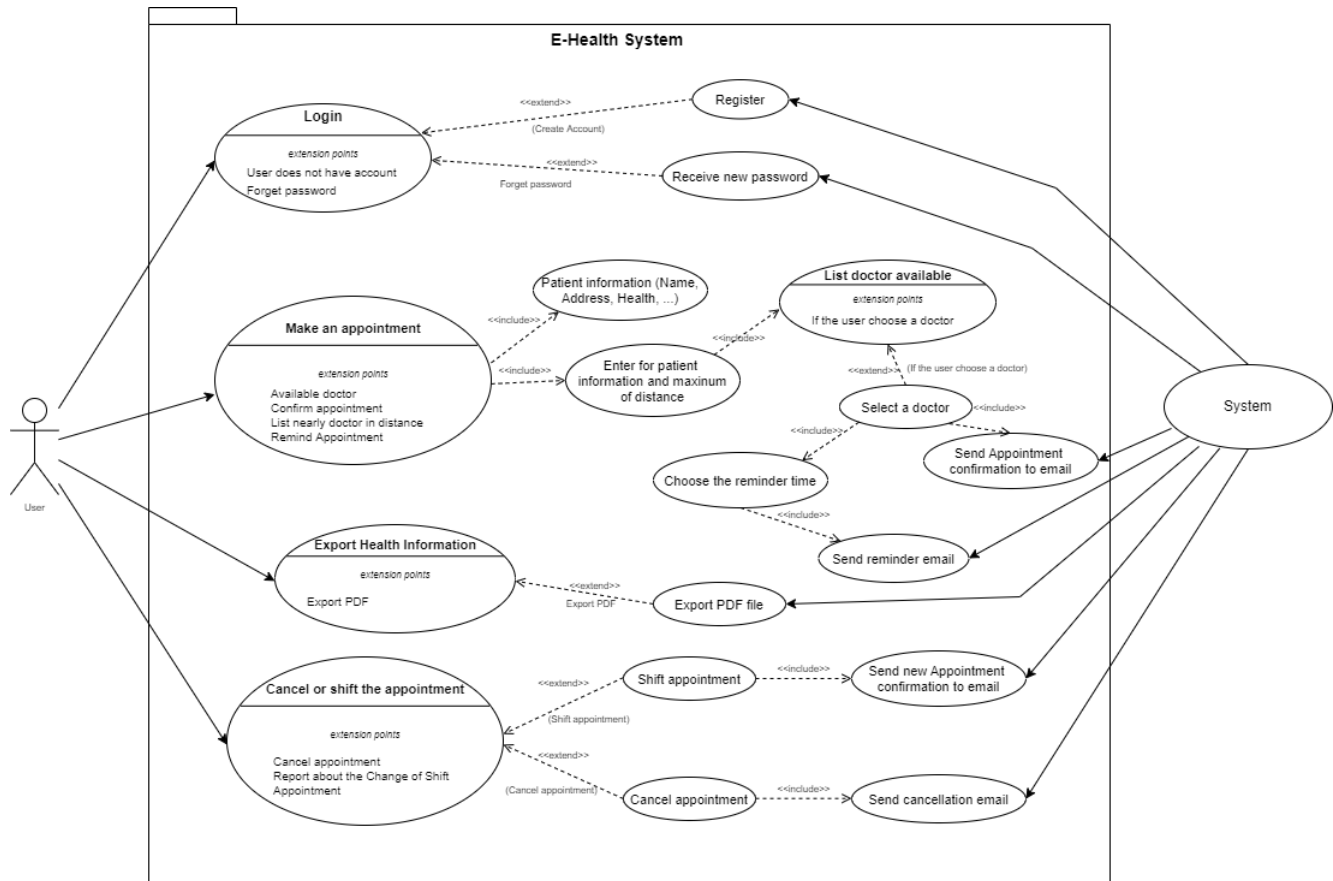 E-Health System
Login
extension points
User does not have account
Forget password
<<extend>>
(Create Account)
Register
<<extend>>
Forget password
Receive new password
Make an appointment
extension points
Available doctor
Confirm appointment
List nearly doctor in distance
Remind Appointment
<<include>>
Patient information (Name,
Address, Health, ...)
<<include>>
Enter for patient
information and maxinum
of distance
<<include>>
List doctor available
extension points
If the user choose a doctor
<<extend>>
(If the user choose a doctor)
Select a doctor
<<include>>
Send Appointment
confirmation to email
<<include>>
Choose the reminder time
<<include>>
Send reminder email
System
User
Export Health Information
extension points
Export PDF
<<extend>>
Export PDF
Export PDF file
Cancel or shift the appointment
extension points
Cancel appointment
Report about the Change of Shift
Appointment
<<extend>>
(Shift appointment)
Shift appointment
<<include>>
Send new Appointment
confirmation to email
<<extend>>
(Cancel appointment)
Cancel appointment
<<include>>
Send cancellation email